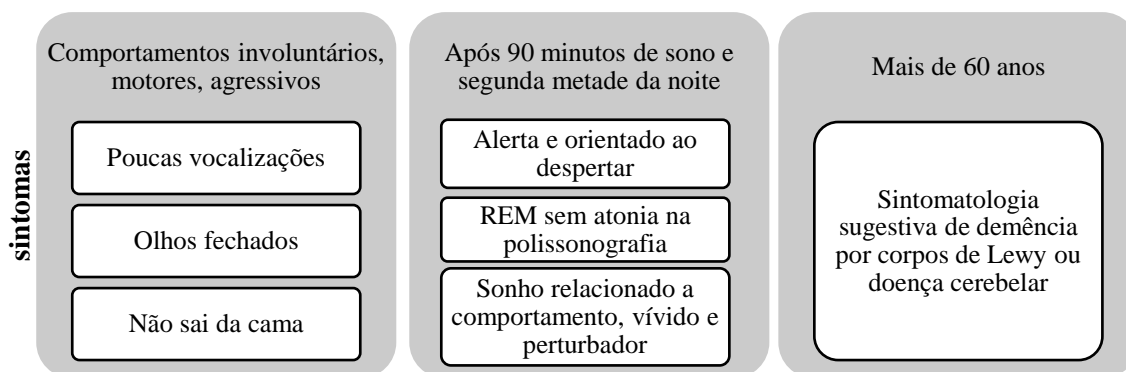 sintomas
Comportamentos involuntários,
motores, agressivos
Poucas vocalizações
Olhos fechados
Não sai da cama
Após 90 minutos de sono e
segunda metade da noite
Alerta e orientado ao
despertar
REM sem atonia na
polissonografia
Sonho relacionado a
comportamento, vívido e
perturbador
Mais de 60 anos
Sintomatologia
sugestiva de demência
por corpos de Lewy ou
doença cerebelar